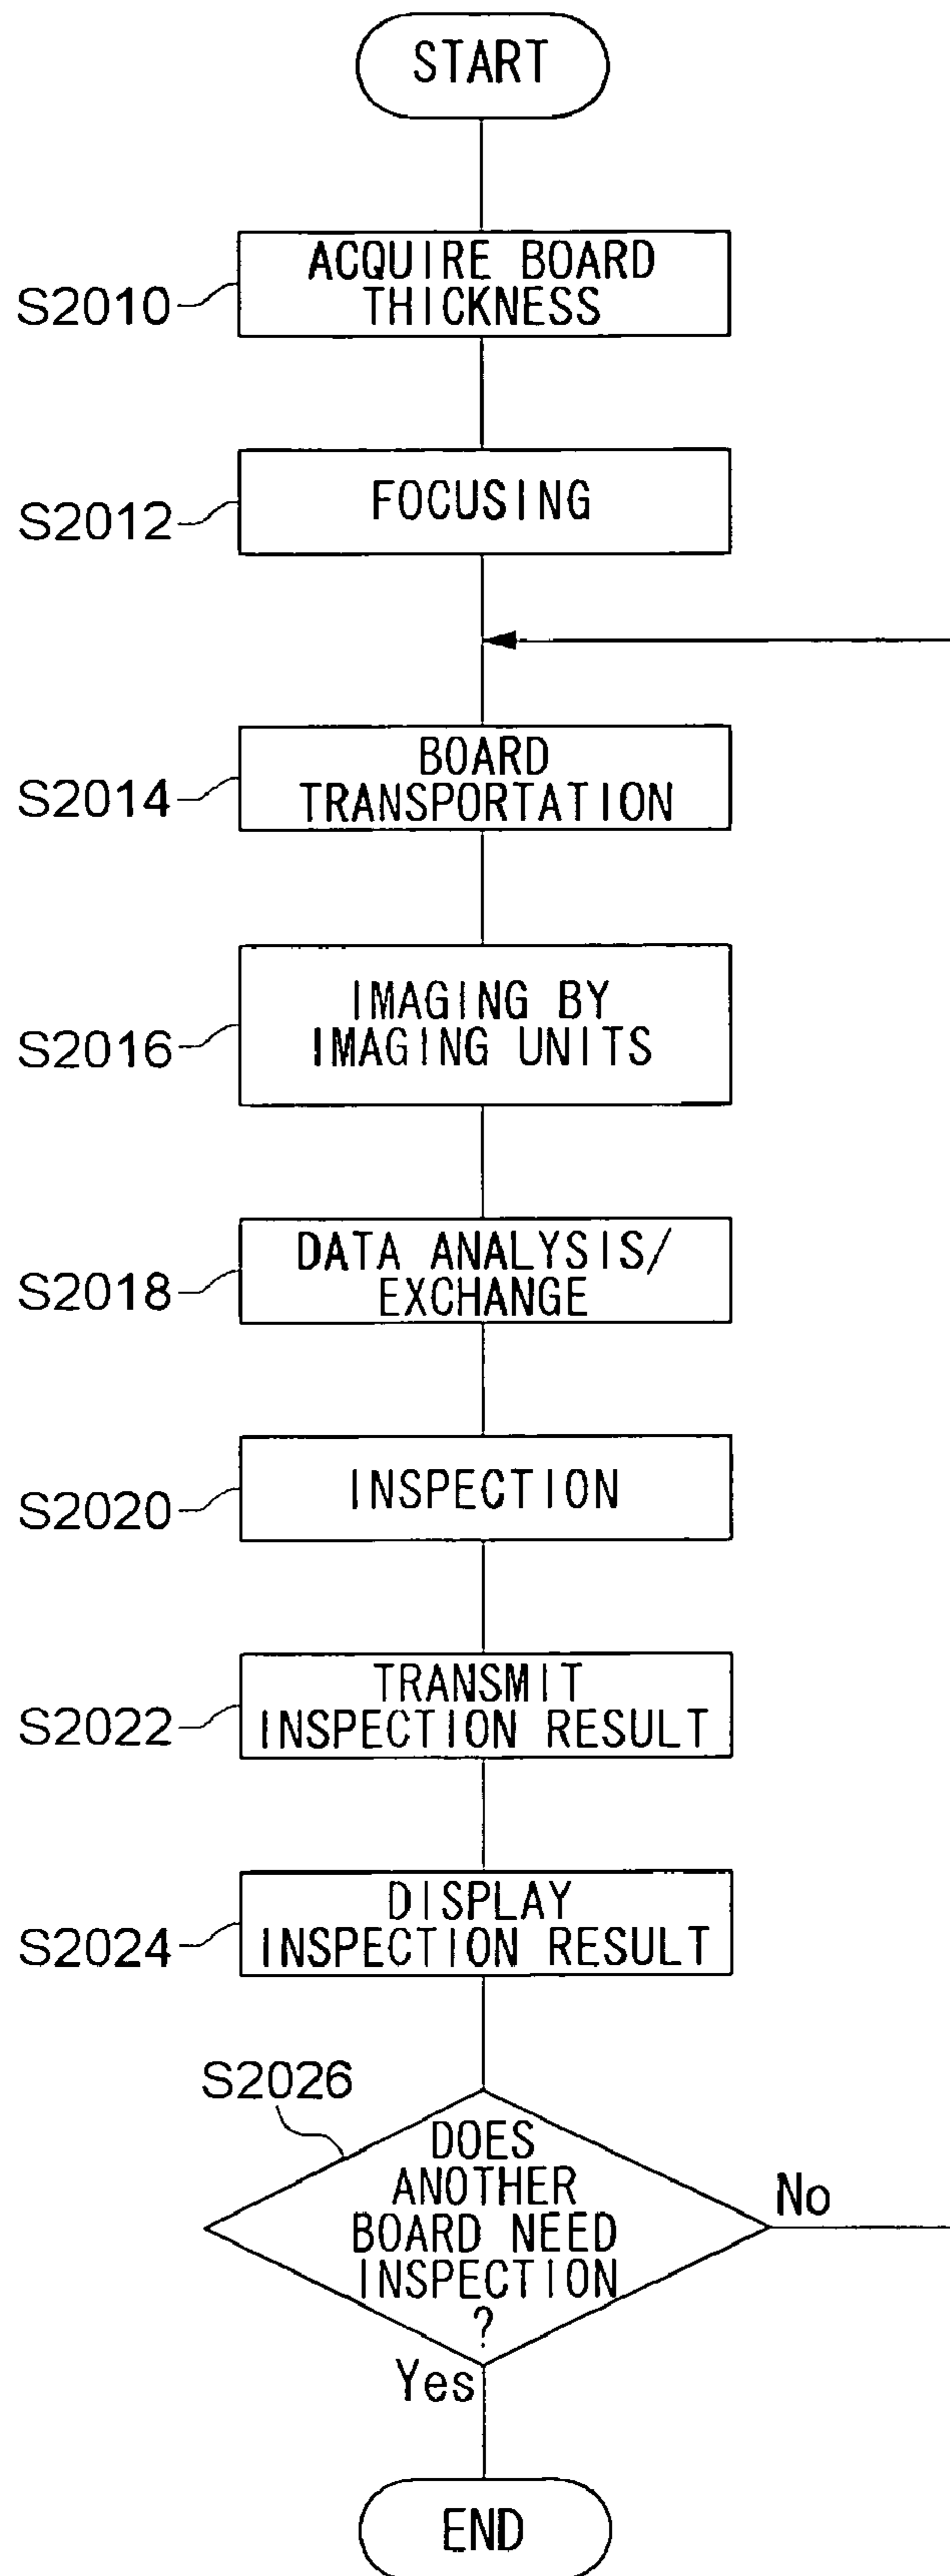 START
ACQUIRE BOARD
THICKNESS
S2010
FOCUSING
S2012
BOARD
TRANSPORTATION
S2014
IMAGING BY
IMAGING UNITS
S2016
DATA ANALYSIS/
EXCHANGE
S2018
INSPECTION
S2020
TRANSMIT
INSPECTION RESULT
S2022
DISPLAY
INSPECTION RESULT
S2024
S2026
DOES
ANOTHER
BOARD NEED
INSPECTION
?
No
Yes
END